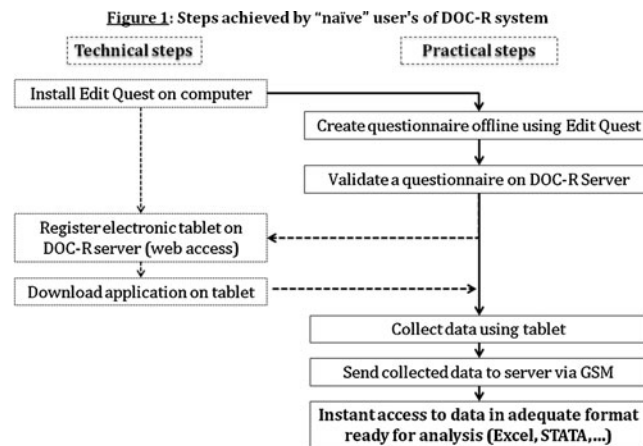 Figure 1: Steps achieved by “naïve” user’s of DOC-R system
Technical steps
Practical steps
Install Edit Quest on computer
Create questionnaire offline using Edit Quest
Validate a questionnaire on DOC-R Server
Register electronic tablet on
DOC-R server (web access)
Download application on tablet
Collect data using tablet
Send collected data to server via GSM
Instant access to data in adequate format
ready for analysis (Excel, STATA,...)